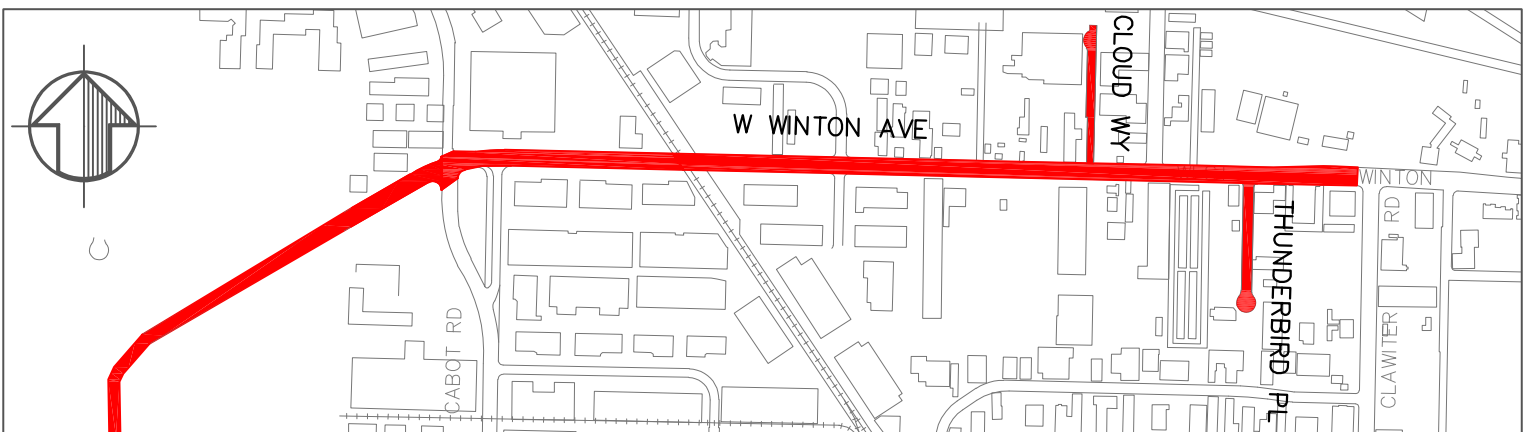 CLOUD WY
W WINTON AVE
WINTON
THUNDERBIRD PL
RD
CLAWITER
CABOT RD